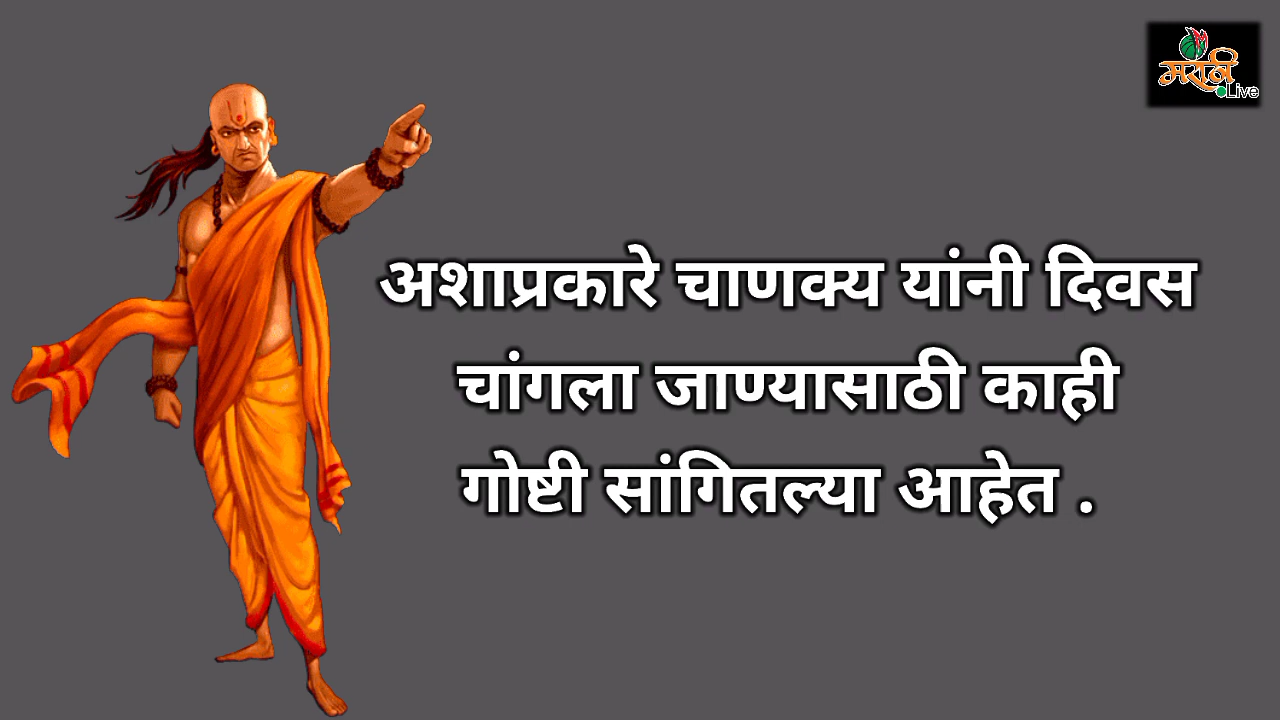 मराठी
Live
अशाप्रकारे चाणक्य यांनी दिवस
चांगला जाण्यासाठी काही
गोष्टी सांगितल्या आहेत .